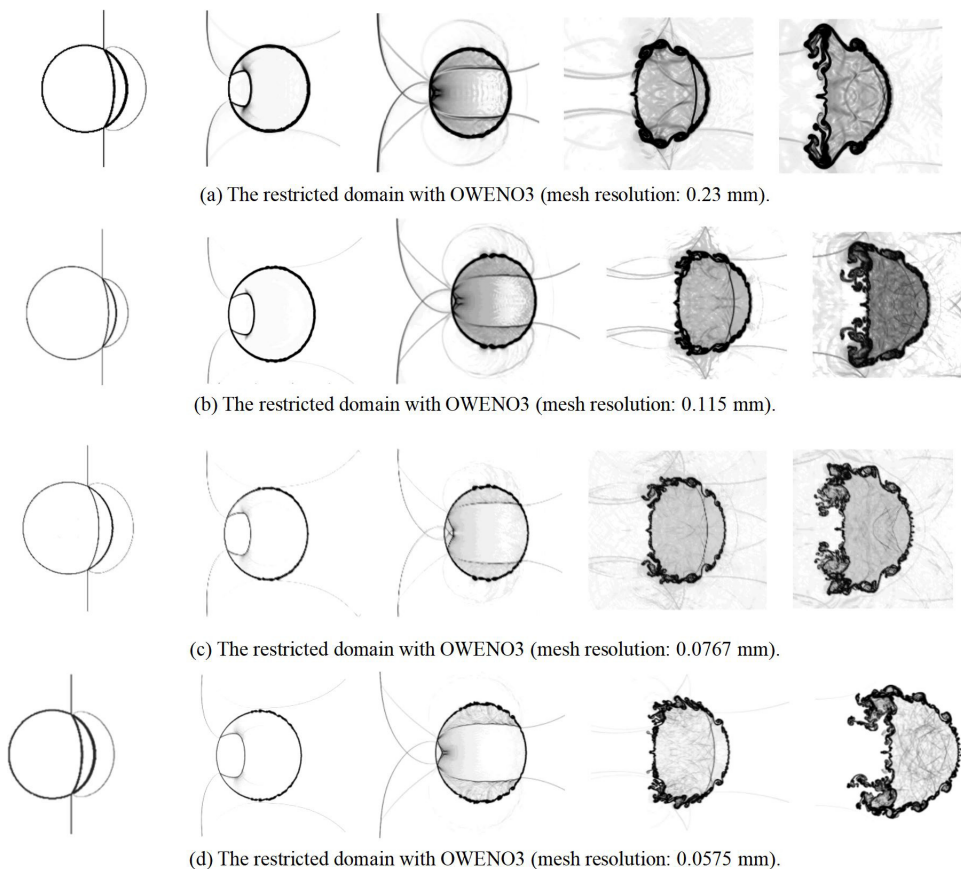 (a) The restricted domain with OWENO3 (mesh resolution: 0.23 mm).
(b) The restricted domain with OWENO3 (mesh resolution: 0.115 mm).
(c) The restricted domain with OWENO3 (mesh resolution: 0.0767 mm).
(d) The restricted domain with OWENO3 (mesh resolution: 0.0575 mm).